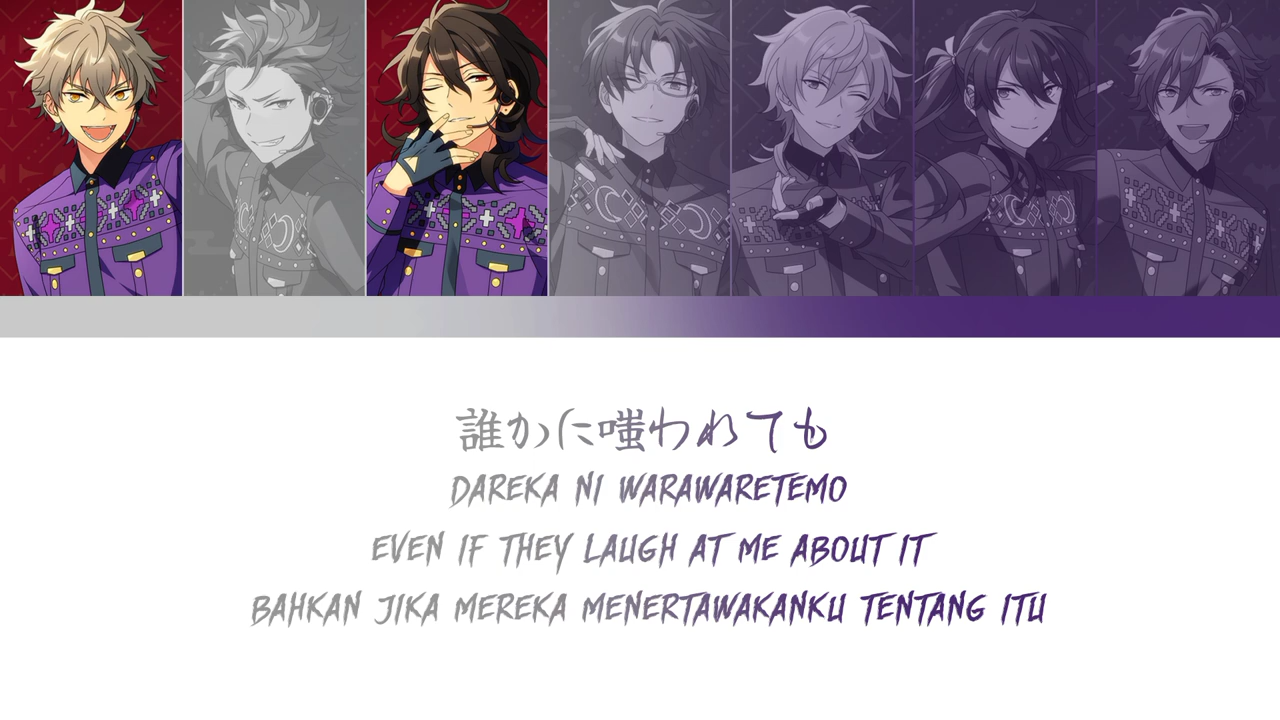 誰かに嗤われても
DAREKA NI WARAWARETEMO
EVEN IF THEY LAUGH AT ME ABOUT IT
BAHKAN JIKA MEREKA MENERTAWAKANKU TENTANG ITU